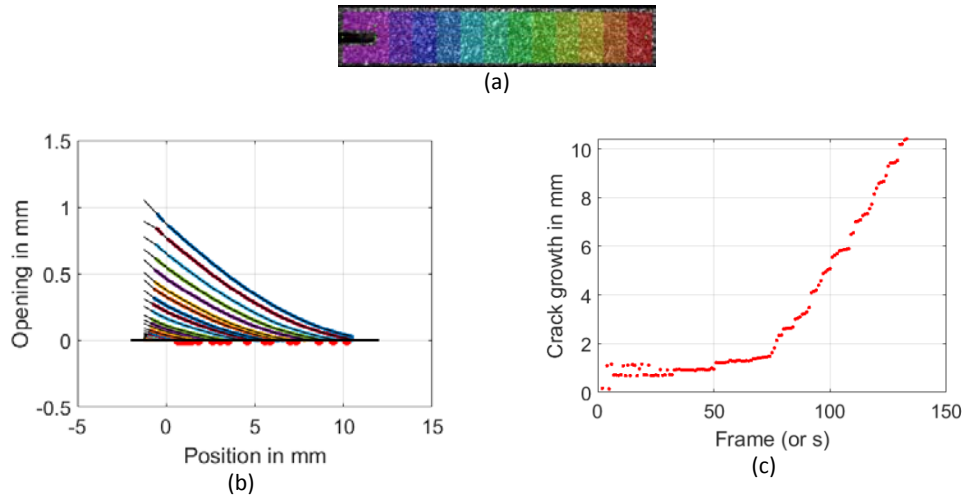 (a)
1.5
1
0.5
0
-0.5
Opening in mm
-5
0
5
10
15
Position in mm
(b)
10
8
6
4
2
0
Crack growth in mm
0
50
100
150
Frame (or s)
(c)